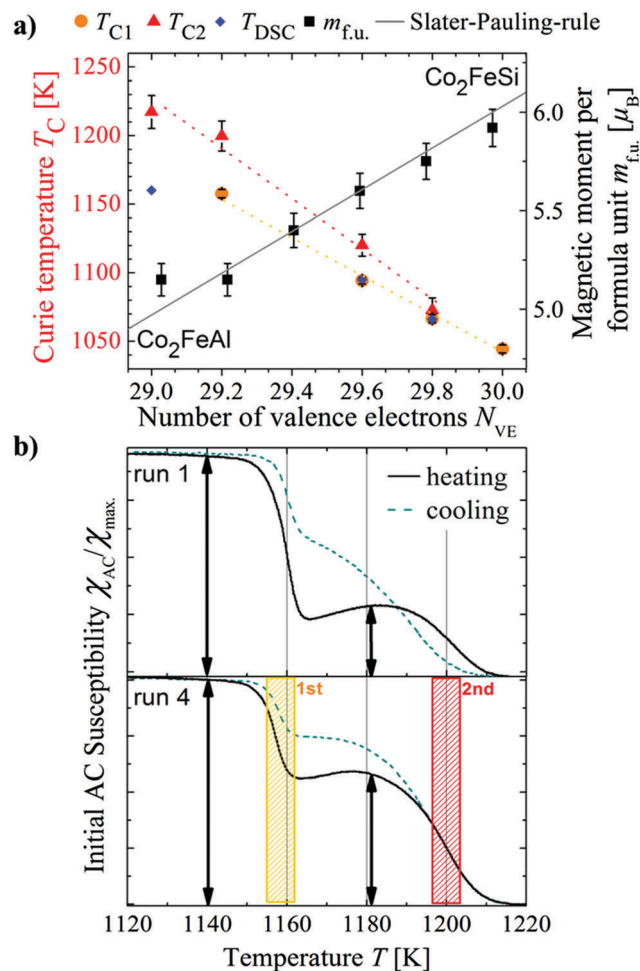 a)
T_C1 T_C2 T_DSC m_f.u. Slater-Pauling-rule
Curie temperature T_C [K]
1250
1200
1150
1100
1050
Co₂FeSi
Co₂FeAl
6.0
5.5
5.0
Magnetic moment per
formula unit m_f.u. [μ_B]
29.0 29.2 29.4 29.6 29.8 30.0
Number of valence electrons N_VE
b)
Initial AC Susceptibility χ_AC/χ_max.
run 1
heating
cooling
run 4
1st
2nd
1120 1140 1160 1180 1200 1220
Temperature T [K]